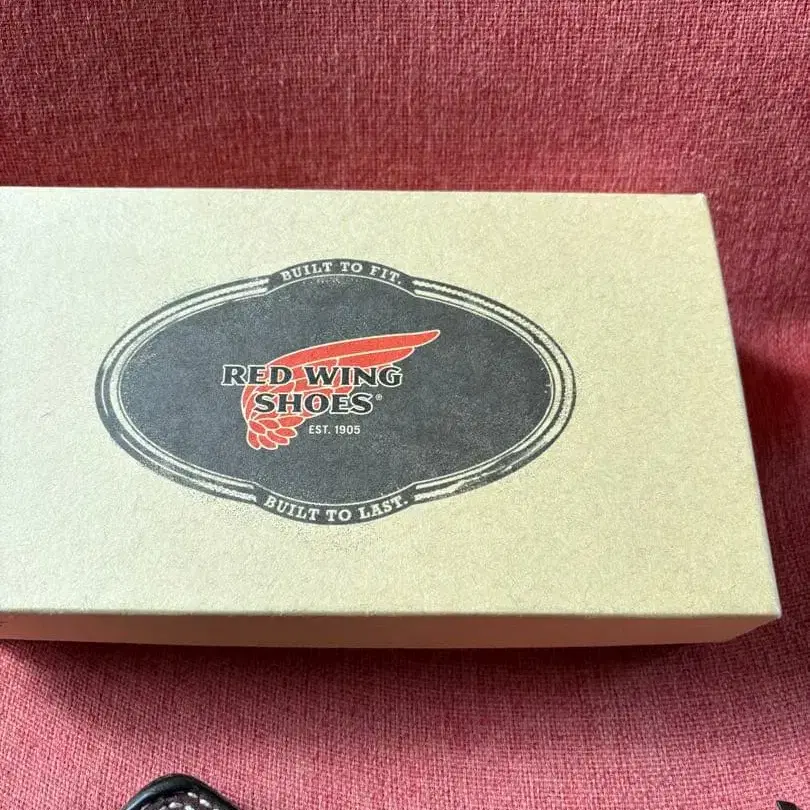 BUILT TO FIT.
RED WING
SHOES®
EST. 1905
BUILT TO LAST.